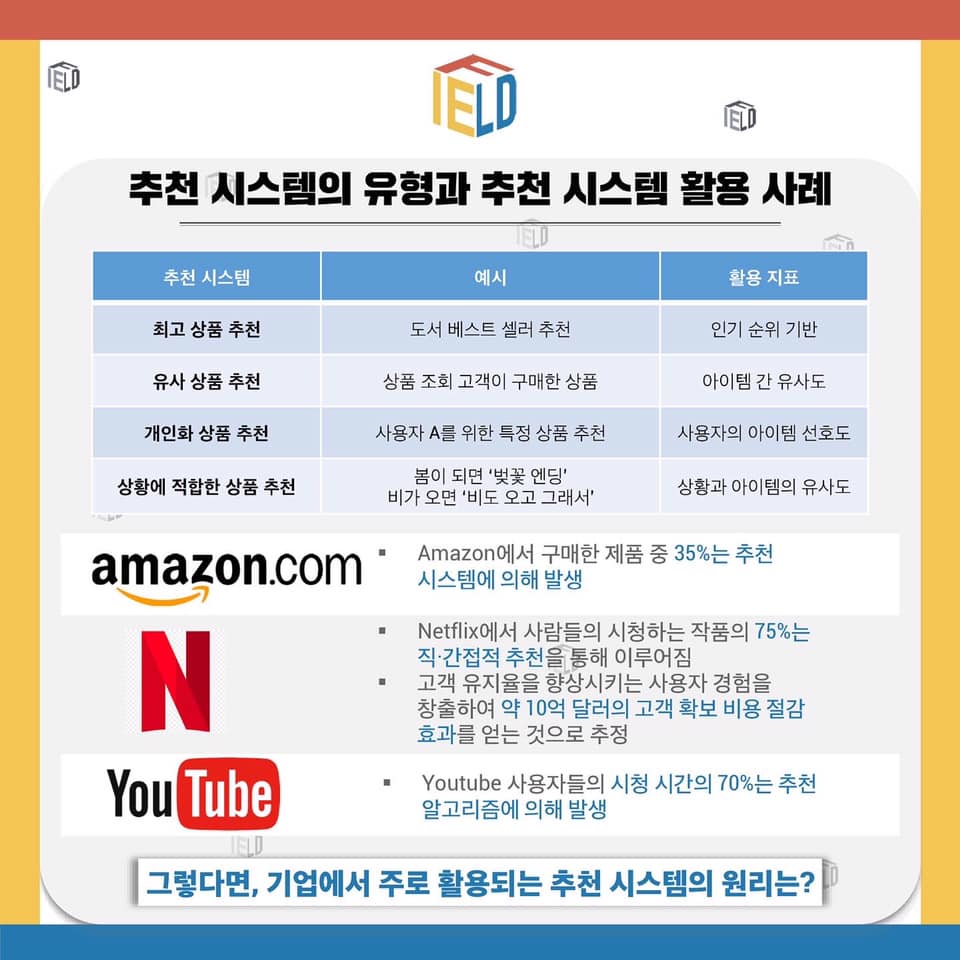 FIELD
FIELD
FIELD
추천 시스템의 유형과 추천 시스템 활용 사례
추천 시스템 예시 활용 지표
최고 상품 추천 도서 베스트 셀러 추천 인기 순위 기반
유사 상품 추천 상품 조회 고객이 구매한 상품 아이템 간 유사도
개인화 상품 추천 사용자 A를 위한 특정 상품 추천 사용자의 아이템 선호도
상황에 적합한 상품 추천 봄이 되면 ‘벚꽃 엔딩’ 상황과 아이템의 유사도
비가 오면 ‘비도 오고 그래서’
amazon.com
▪ Amazon에서 구매한 제품 중 35%는 추천
시스템에 의해 발생
N
▪ Netflix에서 사람들의 시청하는 작품의 75%는
직·간접적 추천을 통해 이루어짐
▪ 고객 유지율을 향상시키는 사용자 경험을
창출하여 약 10억 달러의 고객 확보 비용 절감
효과를 얻는 것으로 추정
YouTube
▪ Youtube 사용자들의 시청 시간의 70%는 추천
알고리즘에 의해 발생
그렇다면, 기업에서 주로 활용되는 추천 시스템의 원리는?